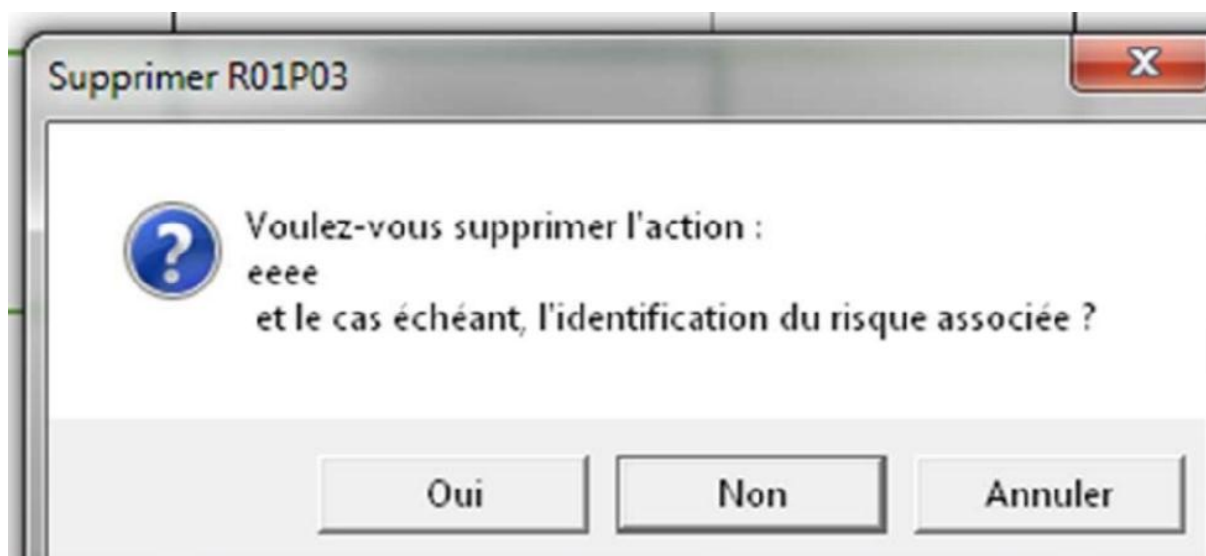 Supprimer R01P03
Voulez-vous supprimer l'action :
eeee
et le cas échéant, l'identification du risque associée ?
Oui Non Annuler